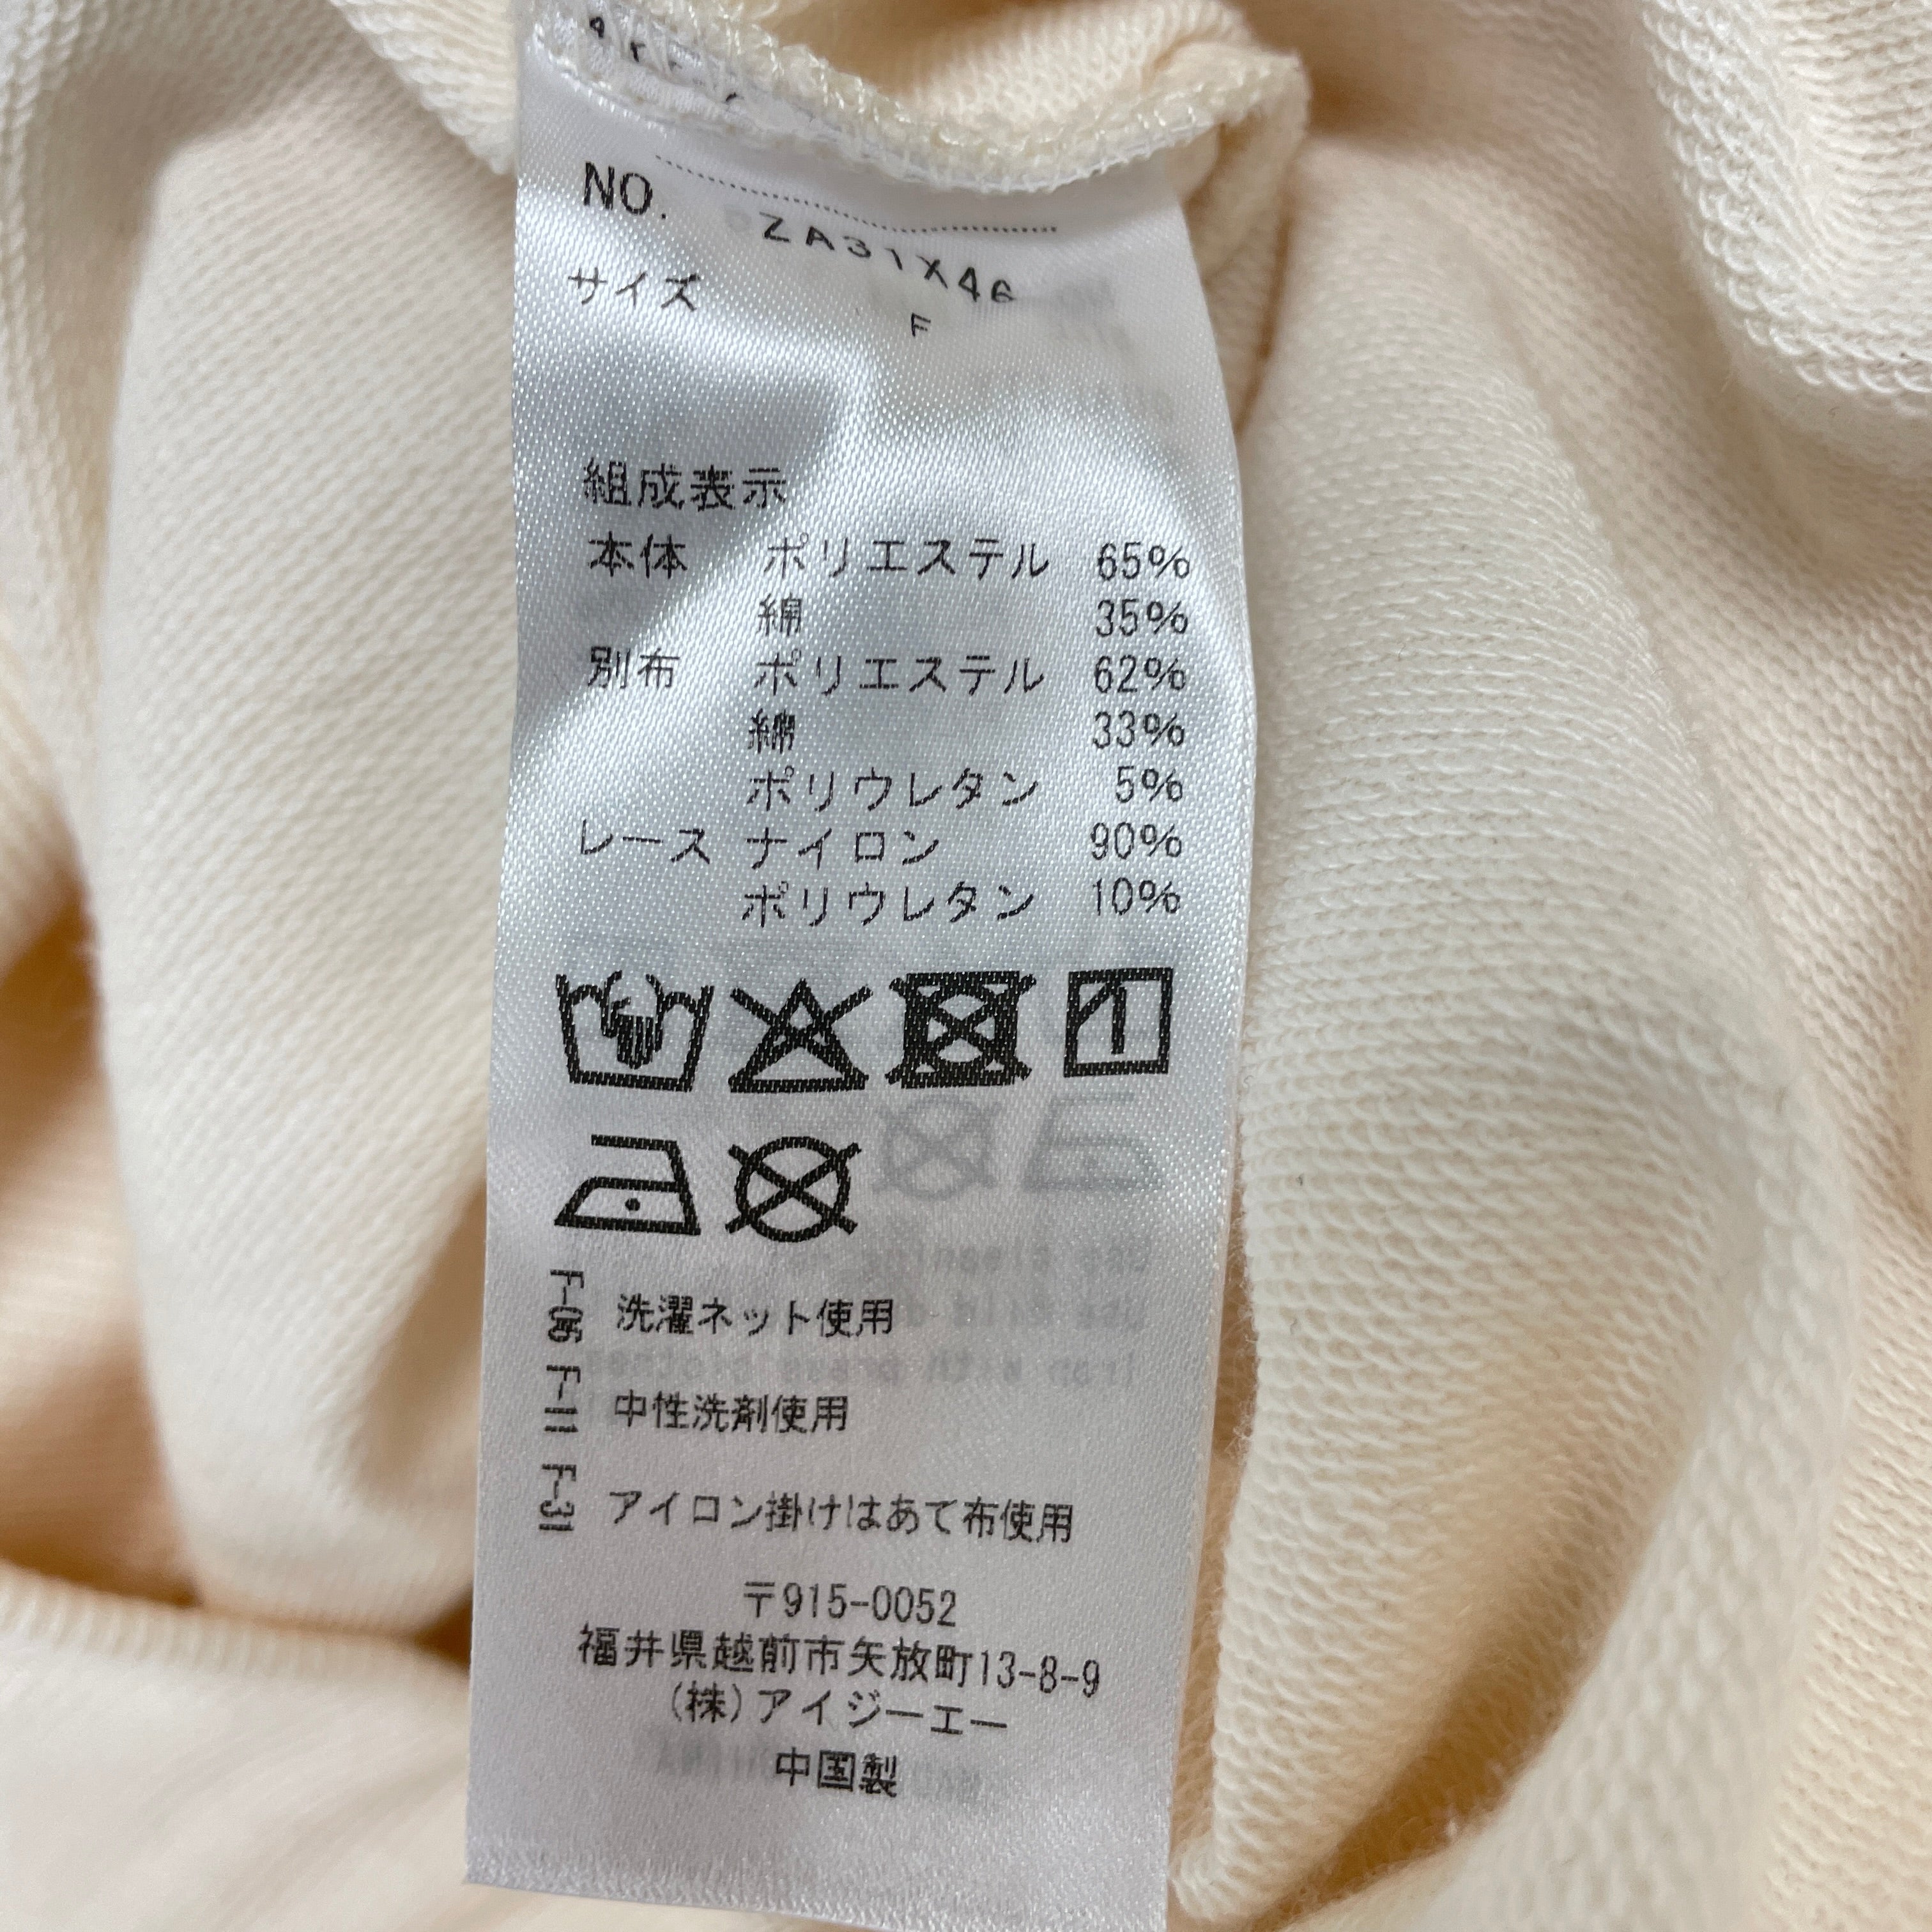 NO. ZA31X46
サイズ F
組成表示
本体 ポリエステル 65%
綿 35%
別布 ポリエステル 62%
綿 33%
ポリウレタン 5%
レース ナイロン 90%
ポリウレタン 10%
F-06 洗濯ネット使用
F-11 中性洗剤使用
F-31 アイロン掛けはあて布使用
〒915-0052
福井県越前市矢放町13-8-9
(株)アイジーエー
中国製